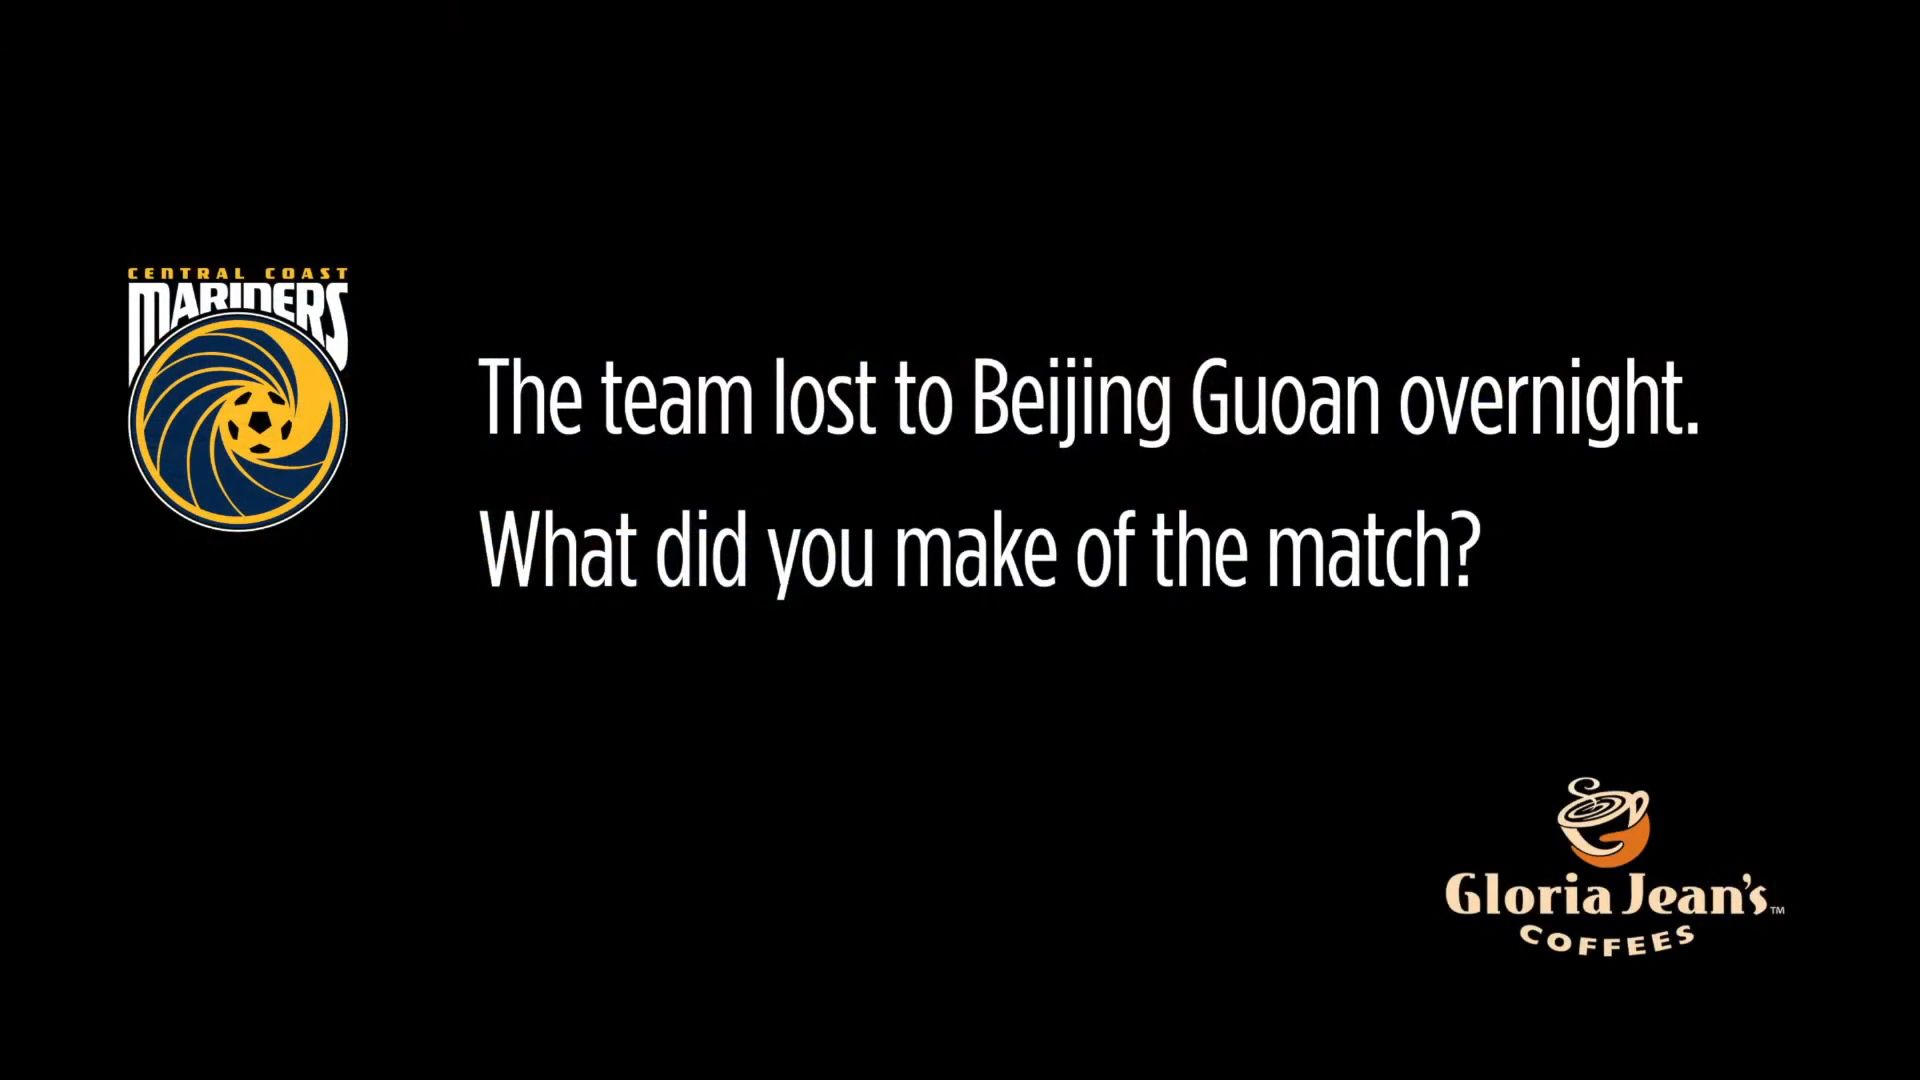 CENTRAL COAST
MARINERS
The team lost to Beijing Guoan overnight.
What did you make of the match?
Gloria Jean's™
COFFEES